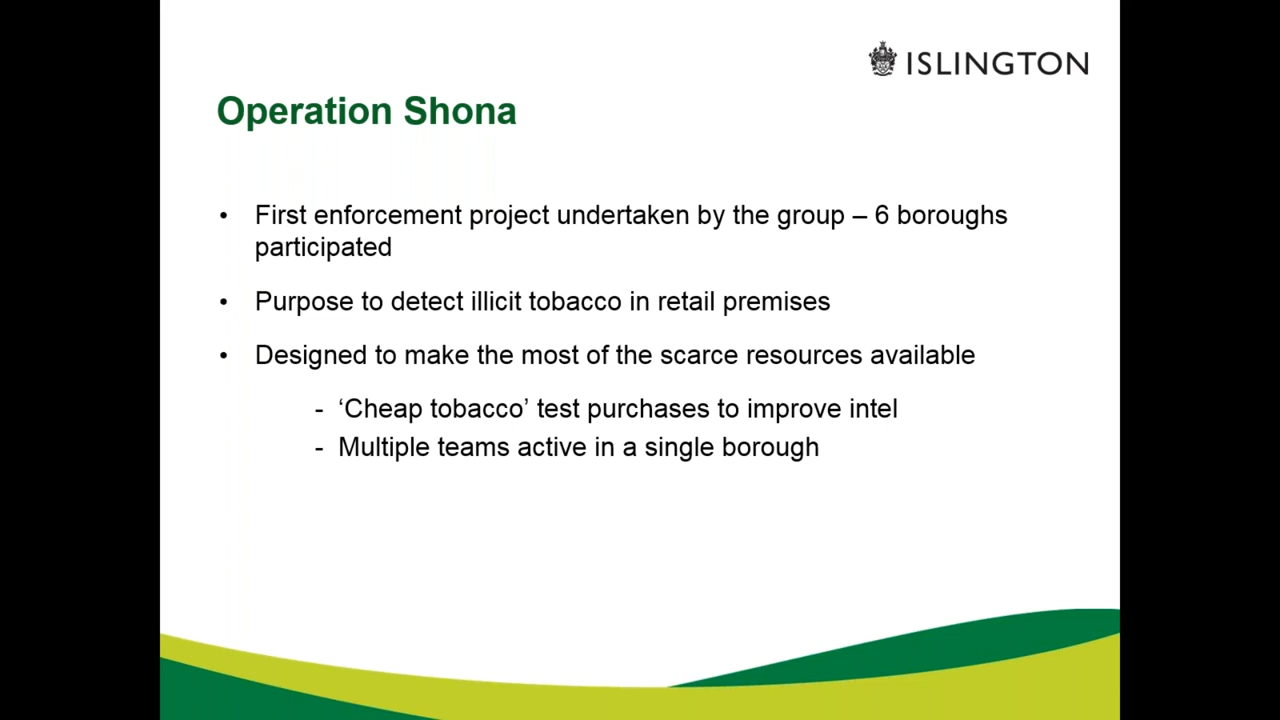 ISLINGTON
Operation Shona
• First enforcement project undertaken by the group – 6 boroughs
participated
• Purpose to detect illicit tobacco in retail premises
• Designed to make the most of the scarce resources available
- ‘Cheap tobacco’ test purchases to improve intel
- Multiple teams active in a single borough